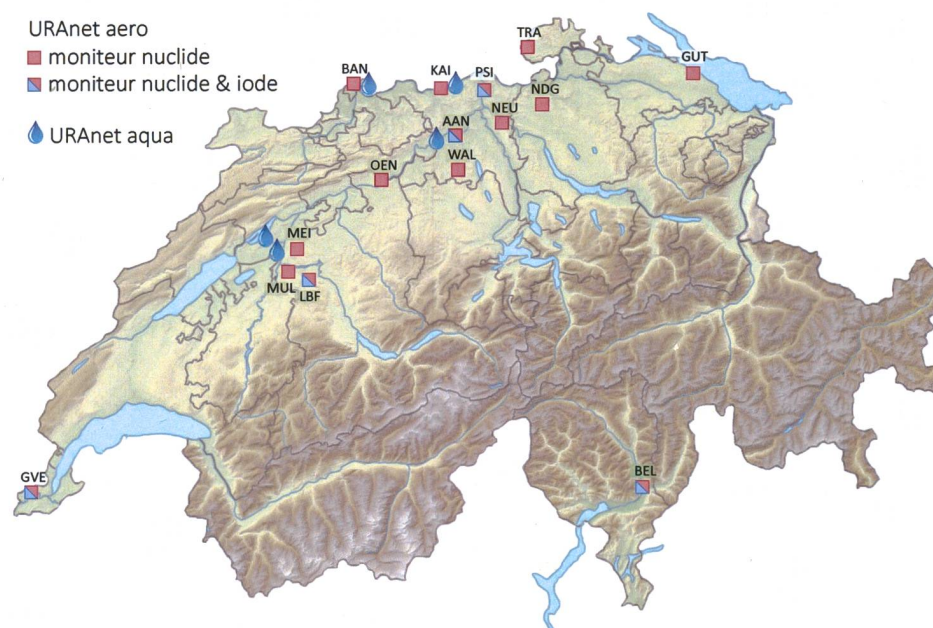 URAnet aero
moniteur nuclide
moniteur nuclide & iode
URAnet aqua
TRA
GUT
BAN
KAI
PSI
NDG
NEU
AAN
WAL
OEN
MEI
MUL
LBF
GVE
BEL